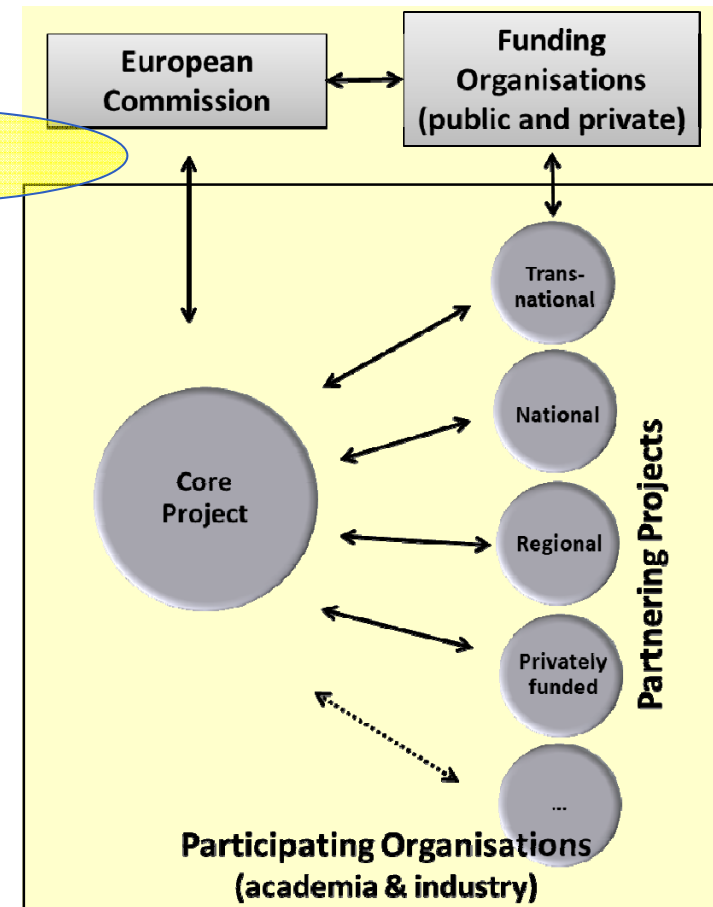 European
Commission
Funding
Organisations
(public and private)
Trans-
national
National
Core
Project
Regional
Privately
funded
...
Partnering Projects
Participating Organisations
(academia & industry)